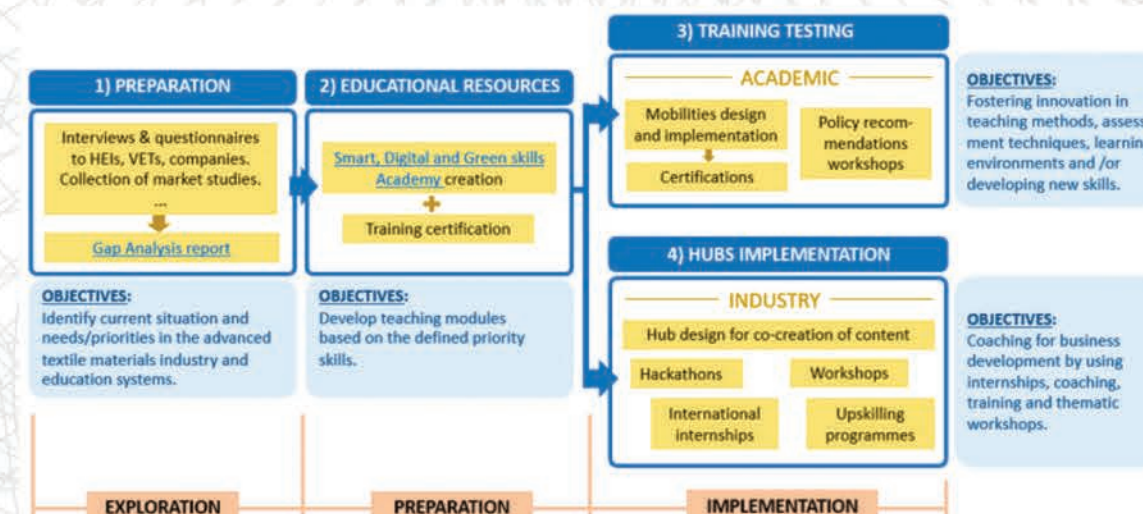 1) PREPARATION
Interviews & questionnaires
to HEIs, VETs, companies.
Collection of market studies.
...
Gap Analysis report
OBJECTIVES:
Identify current situation and
needs/priorities in the advanced
textile materials industry and
education systems.
2) EDUCATIONAL RESOURCES
Smart, Digital and Green skills
Academy creation
+
Training certification
OBJECTIVES:
Develop teaching modules
based on the defined priority
skills.
3) TRAINING TESTING
ACADEMIC
Mobilities design
and implementation
Certifications
Policy recom-
mendations
workshops
OBJECTIVES:
Fostering innovation in
teaching methods, assess
ment techniques, learnin
environments and /or
developing new skills.
4) HUBS IMPLEMENTATION
INDUSTRY
Hub design for co-creation of content
Hackathons
Workshops
International
internships
Upskilling
programmes
OBJECTIVES:
Coaching for business
development by using
internships, coaching,
training and thematic
workshops.
EXPLORATION
PREPARATION
IMPLEMENTATION